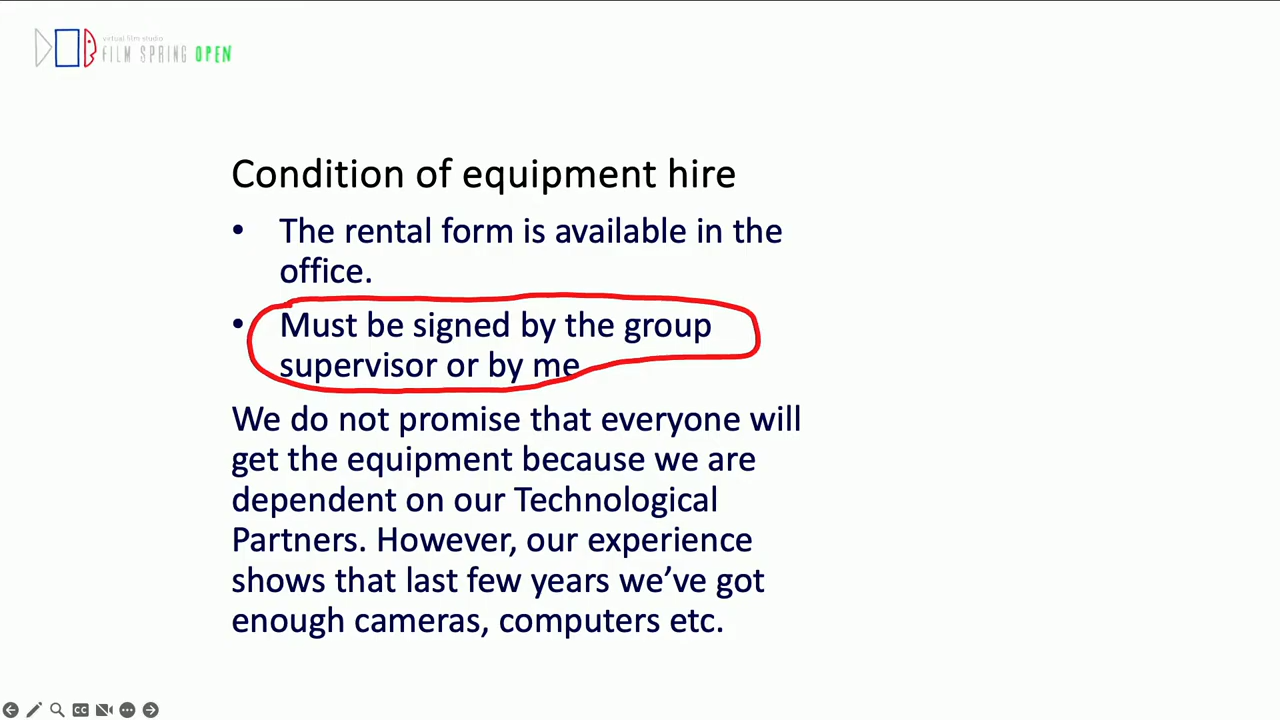 virtual film studio
FILM SPRING OPEN
Condition of equipment hire
• The rental form is available in the
office.
• Must be signed by the group
supervisor or by me
We do not promise that everyone will
get the equipment because we are
dependent on our Technological
Partners. However, our experience
shows that last few years we’ve got
enough cameras, computers etc.
CC